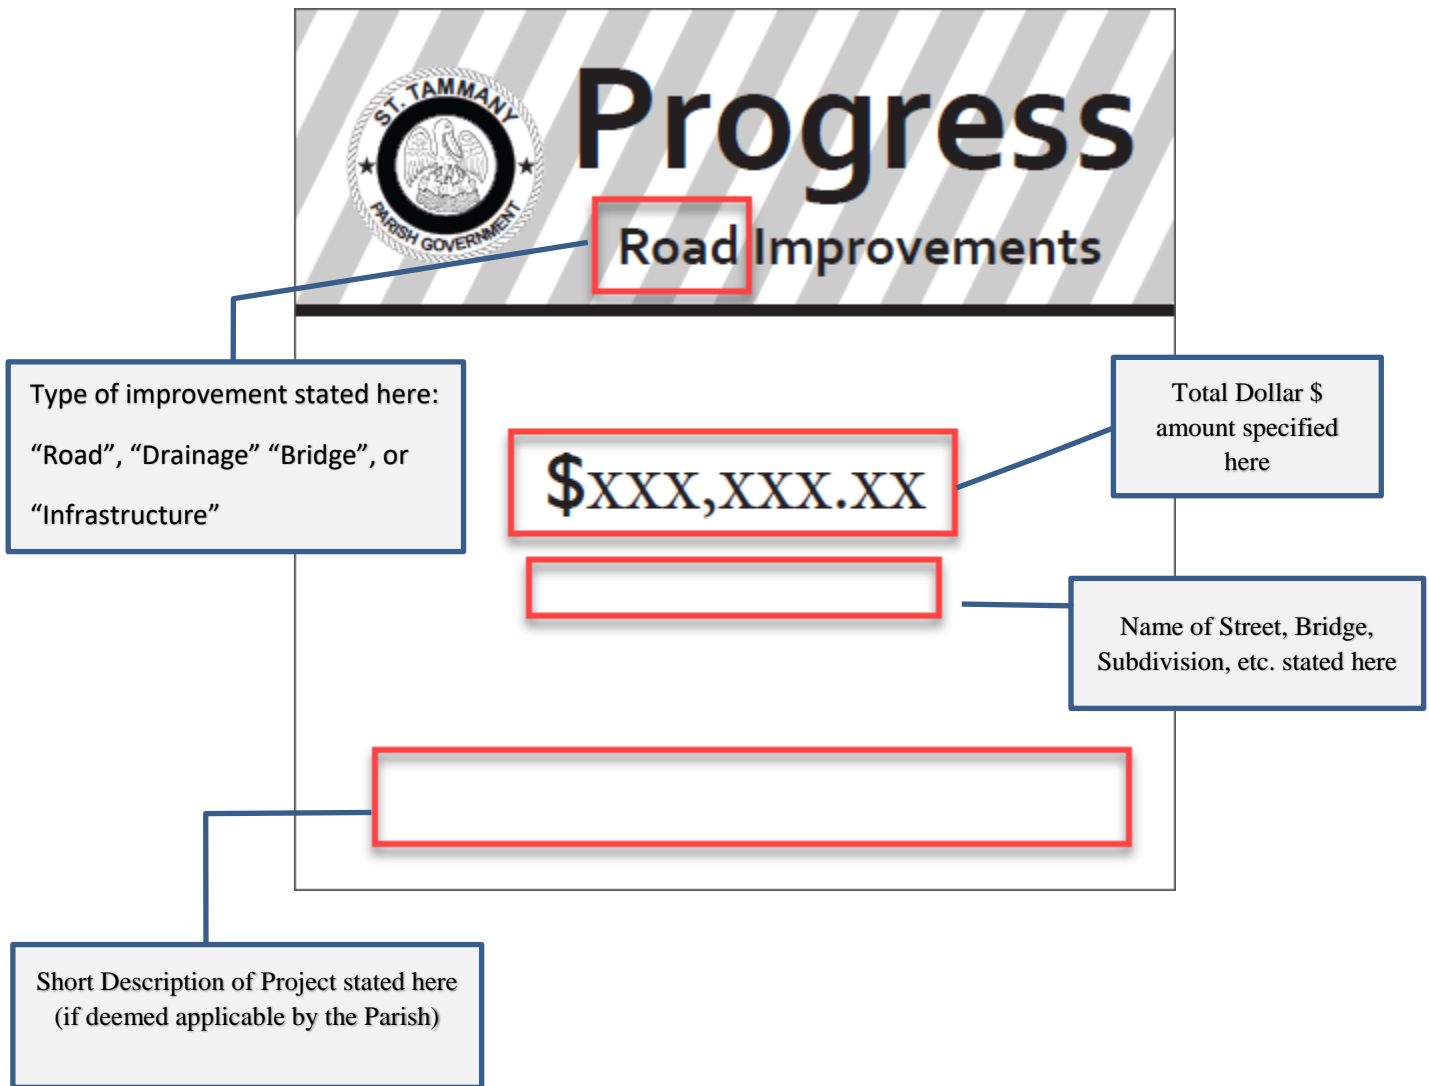 ST. TAMMANY
PARISH GOVERNMENT
Progress
Road Improvements
Type of improvement stated here:
“Road”, “Drainage” “Bridge”, or
“Infrastructure”
Total Dollar $
amount specified
here
$xxx,xxx.xx
Name of Street, Bridge,
Subdivision, etc. stated here
Short Description of Project stated here
(if deemed applicable by the Parish)